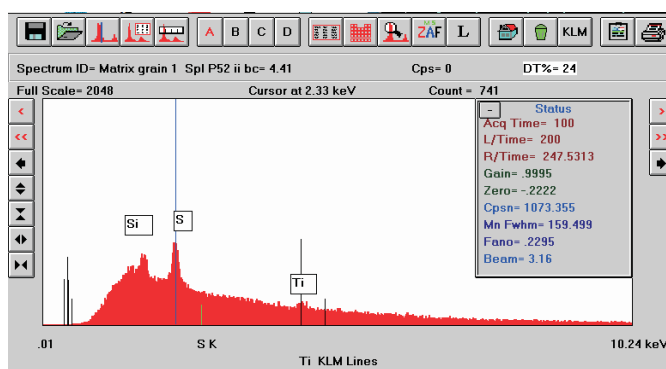 A B C D ZAF L KLM
Spectrum ID= Matrix grain 1 Spl P52 ii bc= 4.41 Cps= 0 DT%= 24
Full Scale= 2048 Cursor at 2.33 keV Count = 741
< >
<< >>
- Status
Acq Time= 100
L/Time= 200
R/Time= 247.5313
Gain= .9995
Zero= -.2222
Cpsn= 1073.355
Mn Fwhm= 159.499
Fano= .2295
Beam= 3.16
Si S
Ti
.01 S K 10.24 keV
Ti KLM Lines